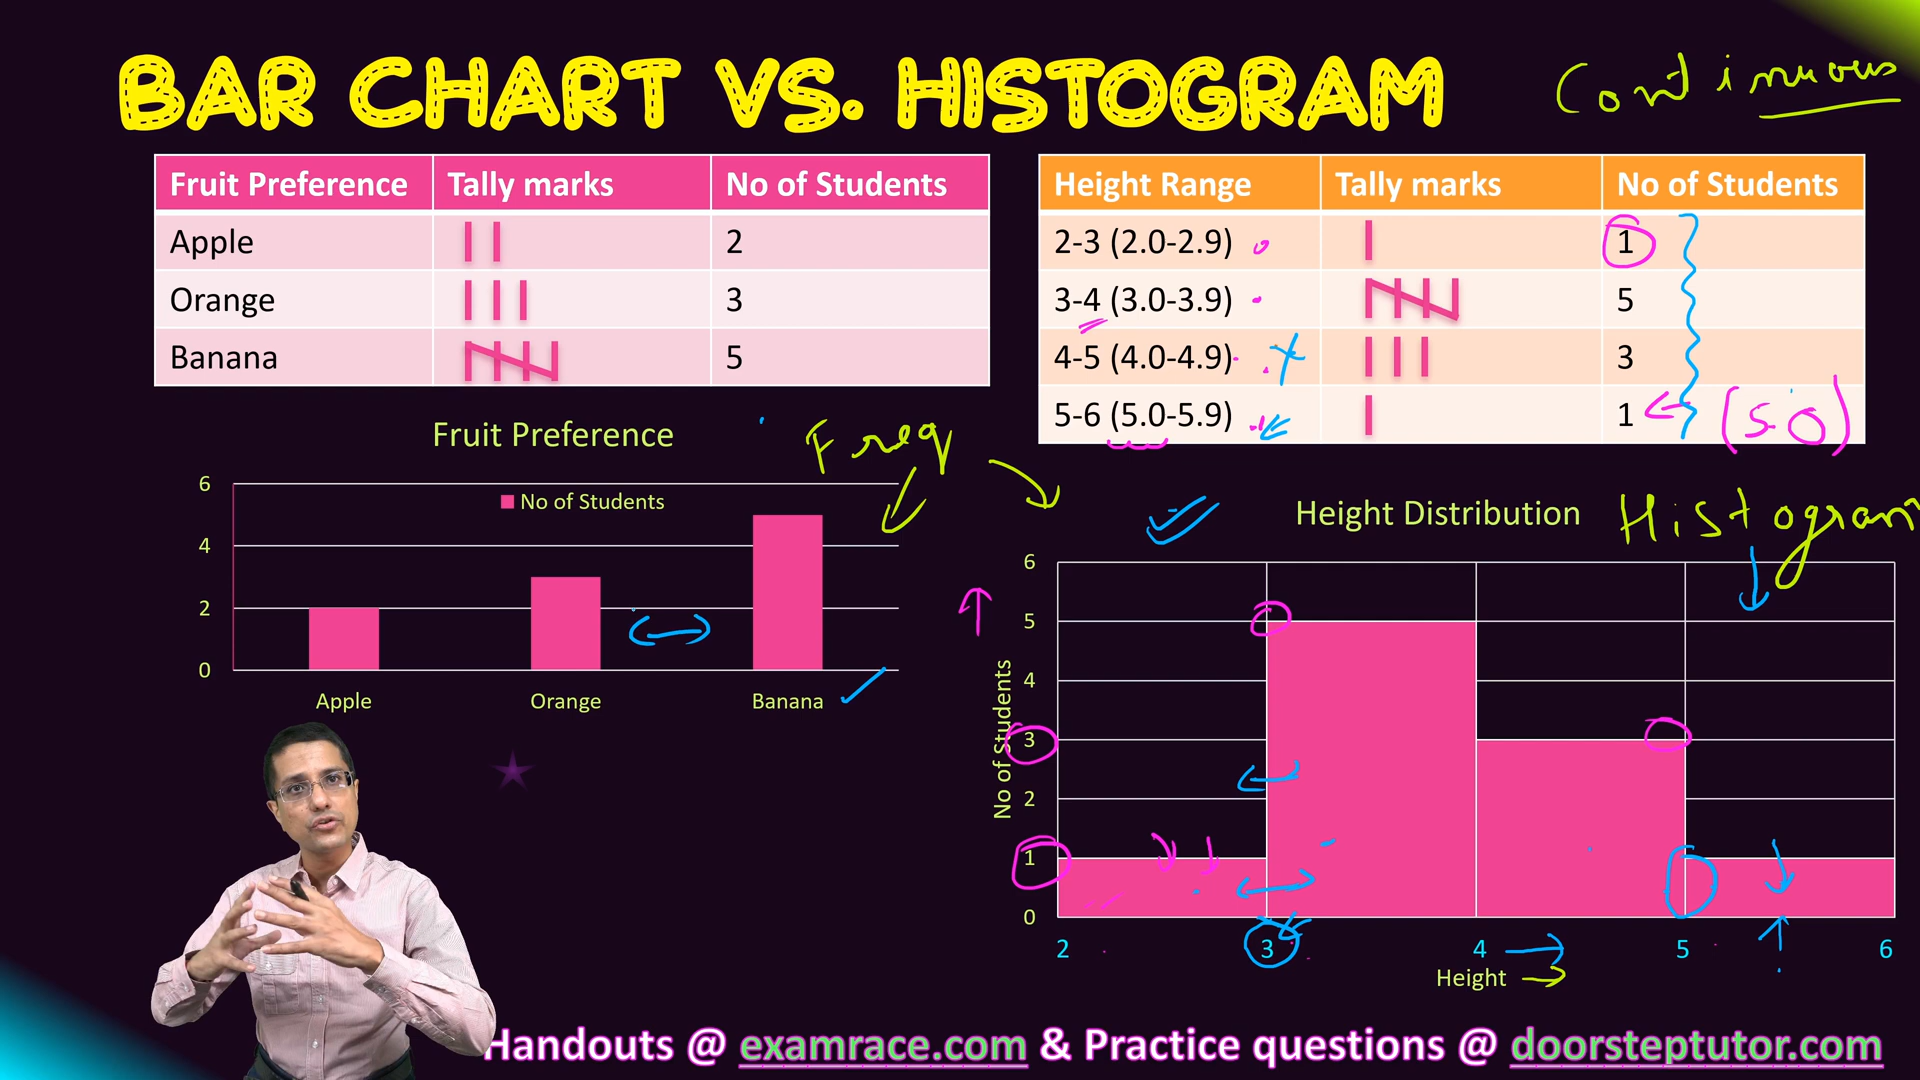 BAR CHART VS. HISTOGRAM
Continuous
Fruit Preference Tally marks No of Students
Apple 2
Orange 3
Banana 5
Height Range Tally marks No of Students
2-3 (2.0-2.9) 1
3-4 (3.0-3.9) 5
4-5 (4.0-4.9) 3
5-6 (5.0-5.9) 1
(5.0)
Fruit Preference
Freq
No of Students
6
4
2
0
Apple Orange Banana
Height Distribution
Histogram
6
5
4
3
2
1
0
No of Students
2 3 4 5 6
Height
Handouts @ examrace.com & Practice questions @ doorsteptutor.com